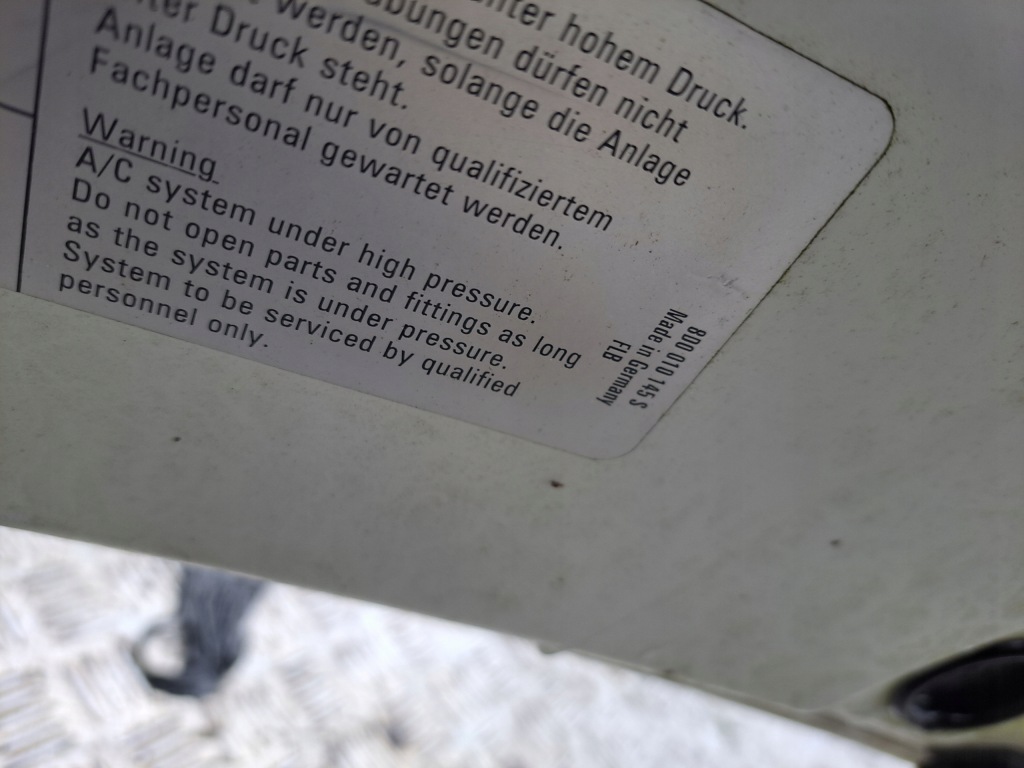 unter hohem Druck.
dürfen nicht
werden, solange die Anlage
Druck steht.
Anlage darf nur von qualifiziertem
Fachpersonal gewartet werden.
Warning
A/C system under high pressure.
Do not open parts and fittings as long
as the system is under pressure.
System to be serviced by qualified
personnel only.
8D0 010 145 S
Made in Germany
FLB